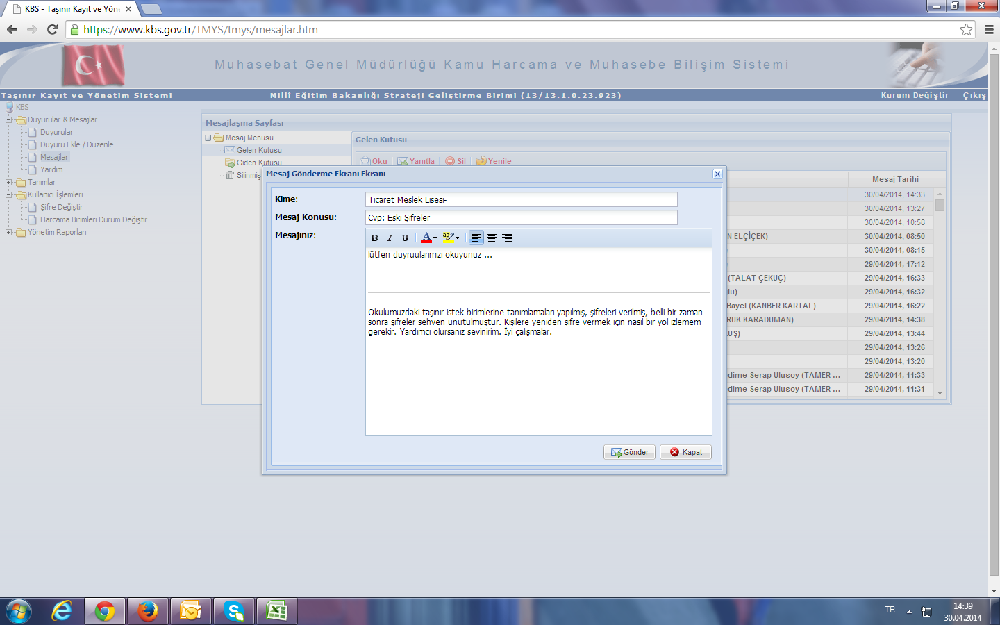 KBS - Taşınır Kayıt ve Yön
https://www.kbs.gov.tr/TMYS/tmys/mesajlar.htm
Muhasebat Genel Müdürlüğü Kamu Harcama ve Muhasebe Bilişim Sistemi
Taşınır Kayıt ve Yönetim Sistemi
Millî Eğitim Bakanlığı Strateji Geliştirme Birimi (13/13.1.0.23.923)
Kurum Değiştir
Çıkış
KBS
Duyurular & Mesajlar
Duyurular
Duyuru Ekle / Düzenle
Mesajlar
Yardım
Tanımlar
Kullanıcı İşlemleri
Şifre Değiştir
Harcama Birimleri Durum Değiştir
Yönetim Raporları
Mesajlaşma Sayfası
Mesaj Menüsü
Gelen Kutusu
Giden Kutusu
Silinmiş
Gelen Kutusu
Oku
Yanıtla
Sil
Yenile
Mesaj Gönderme Ekranı Ekranı
Kime:
Ticaret Meslek Lisesi-
Mesaj Konusu:
Cvp: Eski Şifreler
Mesajınız:
B I U A ab
lütfen duyruularımızı okuyunuz ...
Okulumuzdaki taşınır istek birimlerine tanımlamaları yapılmış, şifreleri verilmiş, belli bir zaman
sonra şifreler sehven unutulmuştur. Kişilere yeniden şifre vermek için nasıl bir yol izlemem
gerekir. Yardımcı olursanız sevinirim. İyi çalışmalar.
Gönder
Kapat
Mesaj Tarihi
30/04/2014, 14:33
30/04/2014, 13:27
30/04/2014, 10:58
N ELÇİÇEK) 30/04/2014, 08:50
30/04/2014, 08:15
29/04/2014, 17:12
(TALAT ÇEKÜÇ) 29/04/2014, 16:33
lu) 29/04/2014, 16:32
Bayel (KANBER KARTAL) 29/04/2014, 16:22
RUK KARADUMAN) 29/04/2014, 14:38
UŞ) 29/04/2014, 13:44
29/04/2014, 13:26
29/04/2014, 13:20
dime Serap Ulusoy (TAMER ... 29/04/2014, 11:33
dime Serap Ulusoy (TAMER ... 29/04/2014, 11:31
TR
14:39
30.04.2014